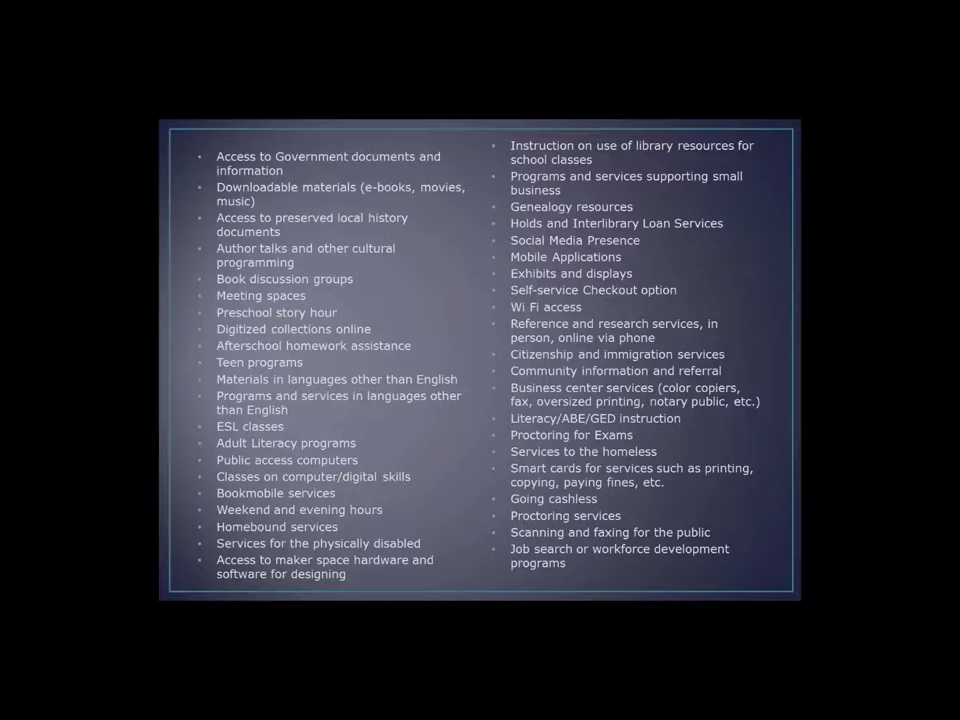 • Access to Government documents and
information
• Downloadable materials (e-books, movies,
music)
• Access to preserved local history
documents
• Author talks and other cultural
programming
• Book discussion groups
• Meeting spaces
• Preschool story hour
• Digitized collections online
• Afterschool homework assistance
• Teen programs
• Materials in languages other than English
• Programs and services in languages other
than English
• ESL classes
• Adult Literacy programs
• Public access computers
• Classes on computer/digital skills
• Bookmobile services
• Weekend and evening hours
• Homebound services
• Services for the physically disabled
• Access to maker space hardware and
software for designing
• Instruction on use of library resources for
school classes
• Programs and services supporting small
business
• Genealogy resources
• Holds and Interlibrary Loan Services
• Social Media Presence
• Mobile Applications
• Exhibits and displays
• Self-service Checkout option
• Wi Fi access
• Reference and research services, in
person, online via phone
• Citizenship and immigration services
• Community information and referral
• Business center services (color copiers,
fax, oversized printing, notary public, etc.)
• Literacy/ABE/GED instruction
• Proctoring for Exams
• Services to the homeless
• Smart cards for services such as printing,
copying, paying fines, etc.
• Going cashless
• Proctoring services
• Scanning and faxing for the public
• Job search or workforce development
programs